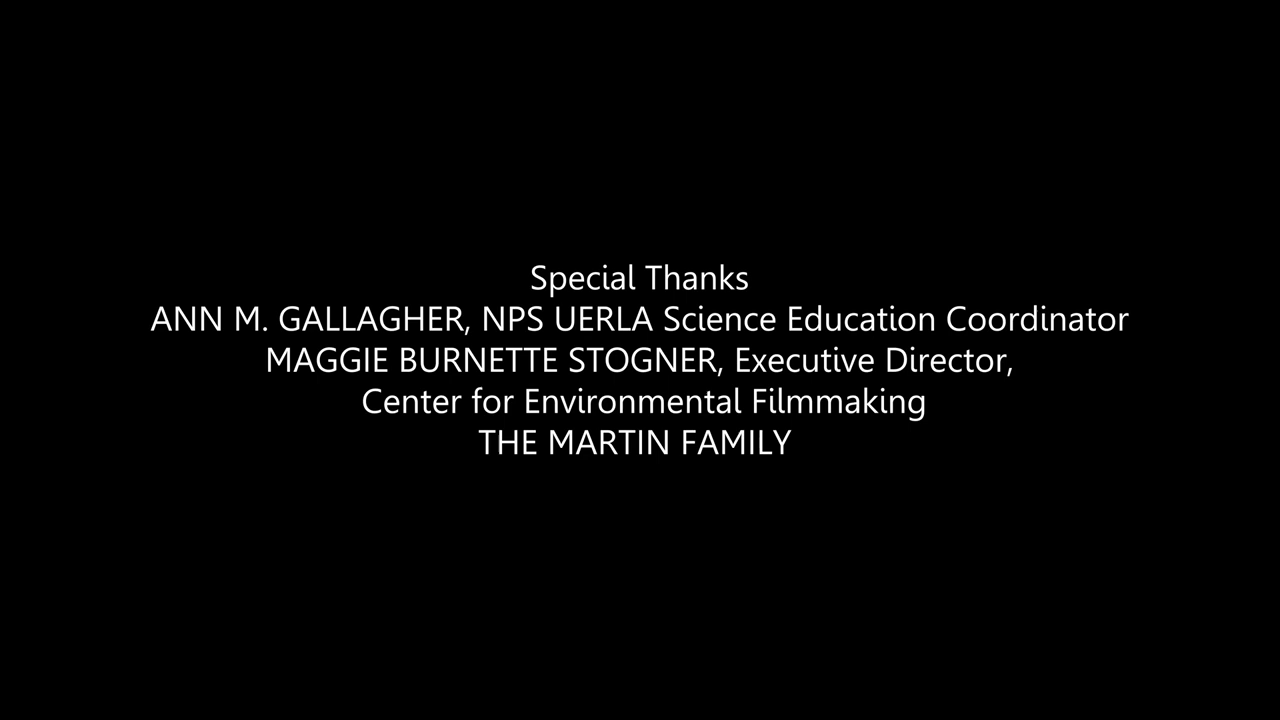 Special Thanks
ANN M. GALLAGHER, NPS UERLA Science Education Coordinator
MAGGIE BURNETTE STOGNER, Executive Director,
Center for Environmental Filmmaking
THE MARTIN FAMILY